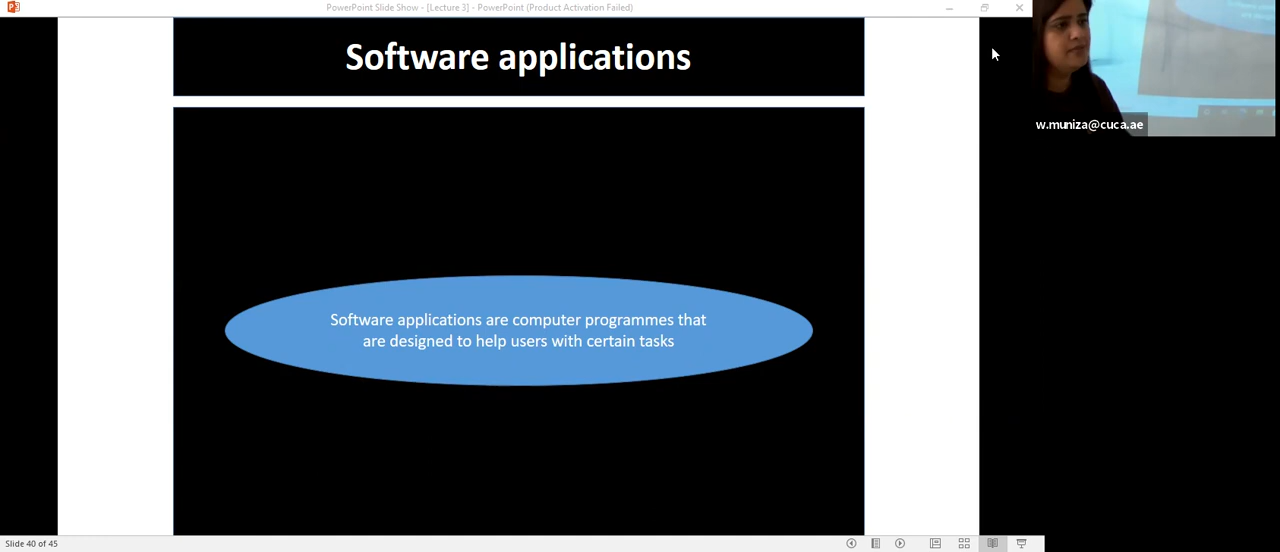 PowerPoint Slide Show - [Lecture 3] - PowerPoint (Product Activation Failed)
Software applications
w.muniza@cuca.ae
Software applications are computer programmes that
are designed to help users with certain tasks
Slide 40 of 45